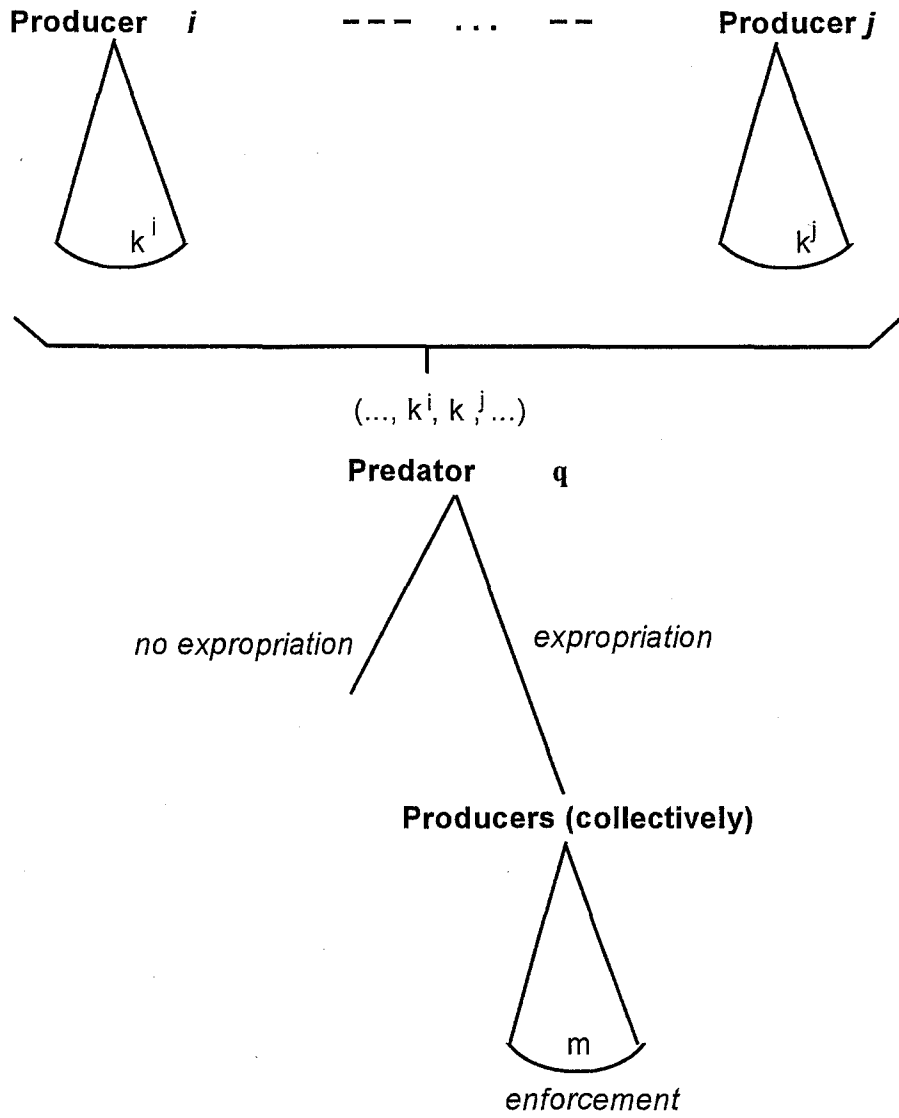 Producer i --- ... -- Producer j
k^i k^j
(..., k^i, k,^j ...)
Predator q
no expropriation expropriation
Producers (collectively)
m
enforcement